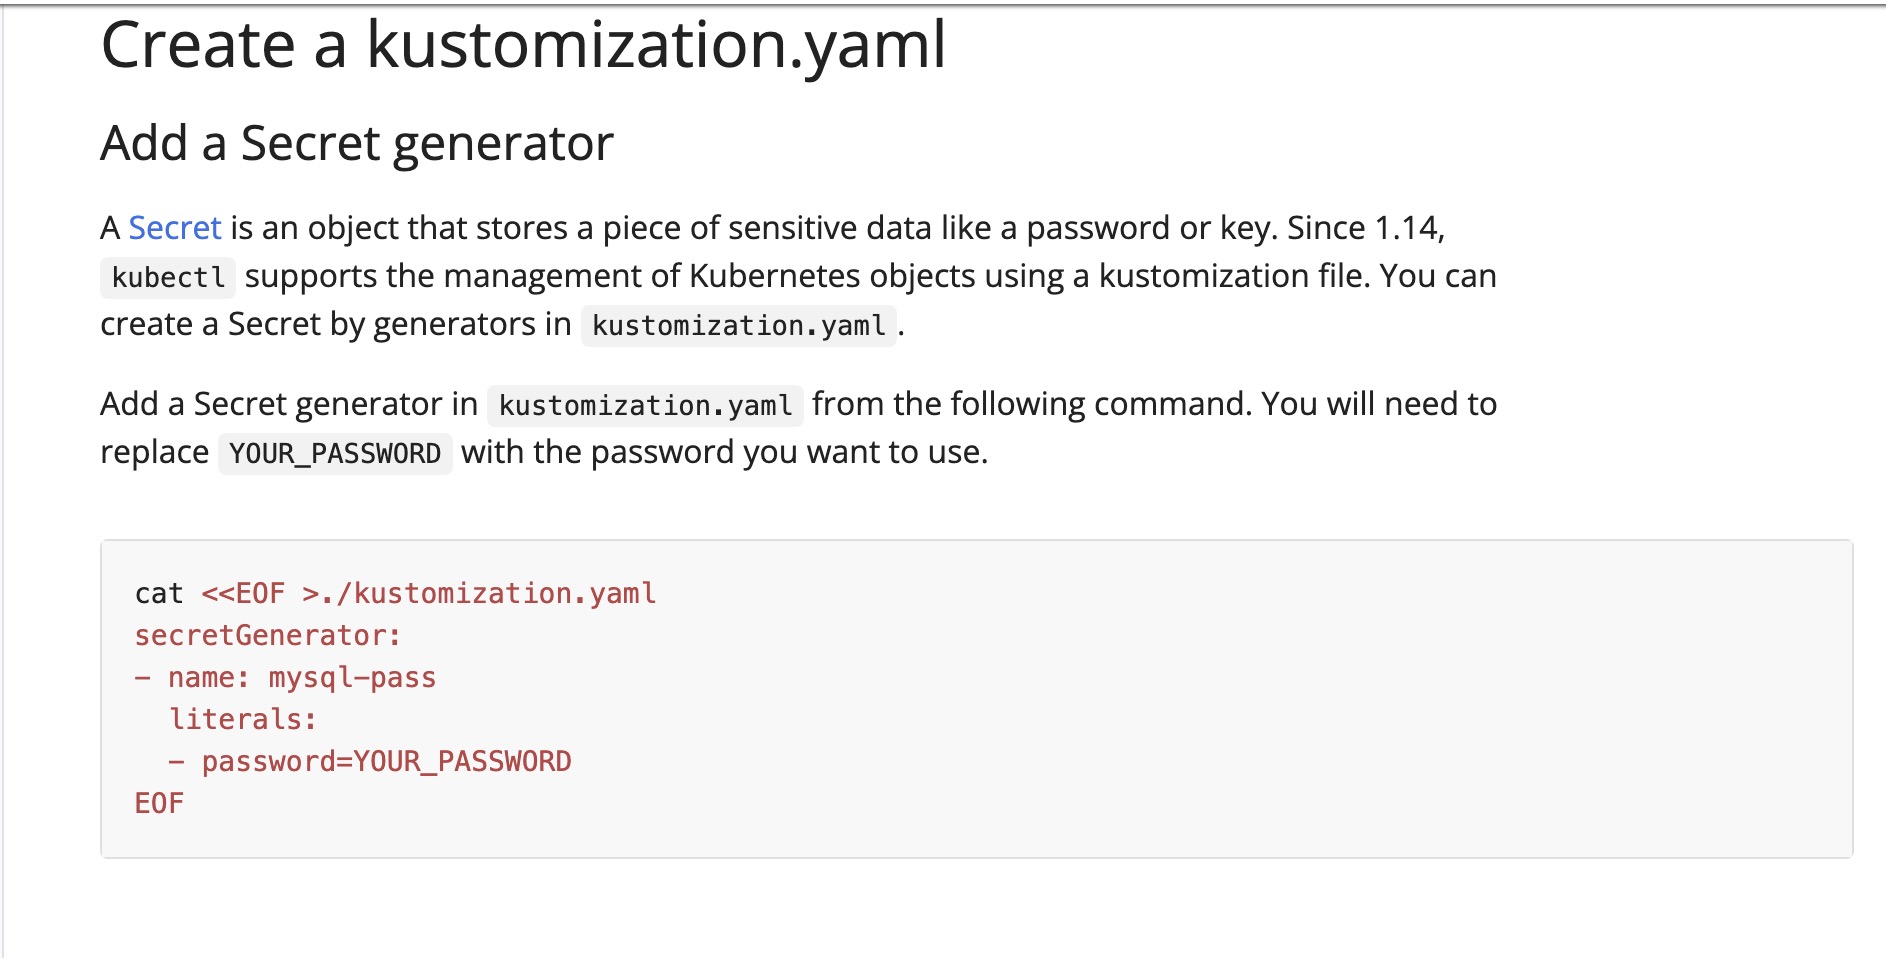 Create a kustomization.yaml
Add a Secret generator
A Secret is an object that stores a piece of sensitive data like a password or key. Since 1.14,
kubectl supports the management of Kubernetes objects using a kustomization file. You can
create a Secret by generators in kustomization.yaml.
Add a Secret generator in kustomization.yaml from the following command. You will need to
replace YOUR_PASSWORD with the password you want to use.
cat <<EOF >./kustomization.yaml
secretGenerator:
- name: mysql-pass
  literals:
  - password=YOUR_PASSWORD
EOF